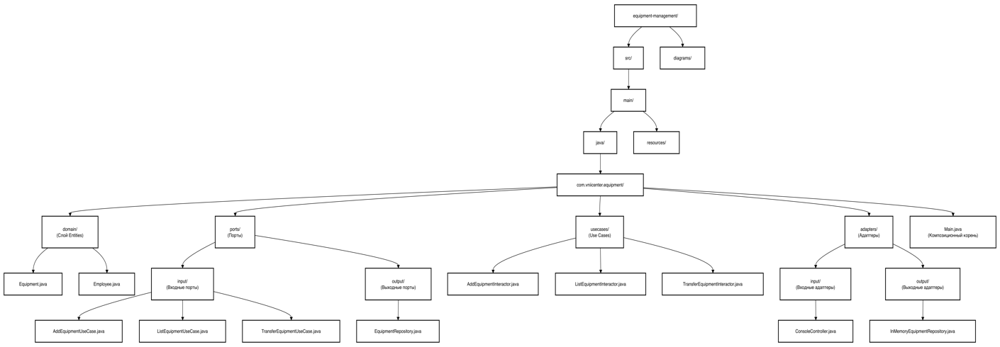 equipment-management/
src/
diagrams/
main/
java/
resources/
com.vniicenter.equipment/
domain/
(Слой Entities)
ports/
(Порты)
usecases/
(Use Cases)
adapters/
(Адаптеры)
Main.java
(Композиционный корень)
Equipment.java
Employee.java
input/
(Входные порты)
output/
(Выходные порты)
AddEquipmentInteractor.java
ListEquipmentInteractor.java
TransferEquipmentInteractor.java
input/
(Входные адаптеры)
output/
(Выходные адаптеры)
AddEquipmentUseCase.java
ListEquipmentUseCase.java
TransferEquipmentUseCase.java
EquipmentRepository.java
ConsoleController.java
InMemoryEquipmentRepository.java